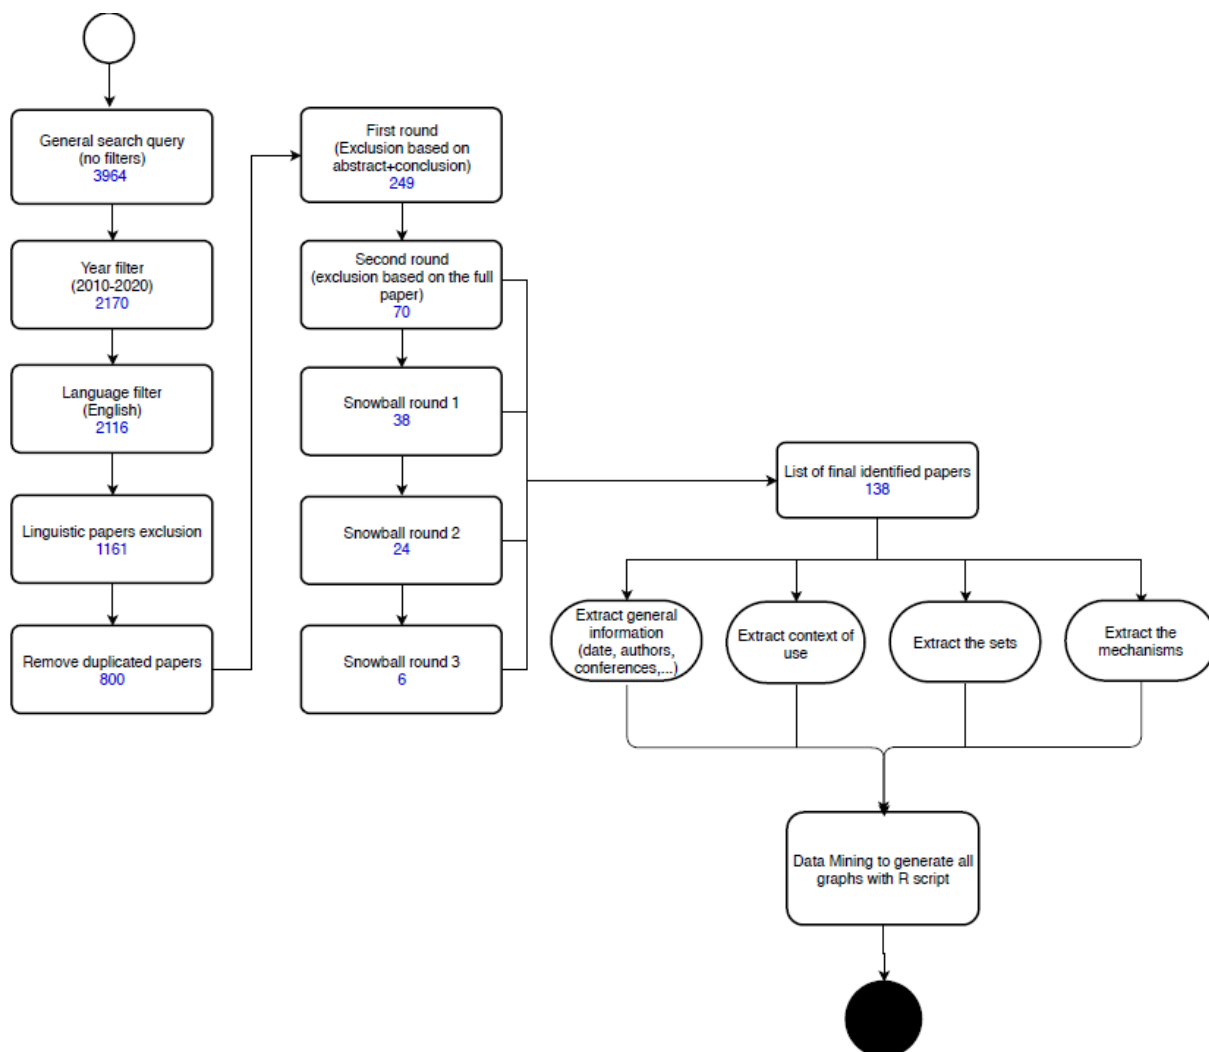 General search query
(no filters)
3964
Year filter
(2010-2020)
2170
Language filter
(English)
2116
Linguistic papers exclusion
1161
Remove duplicated papers
800
First round
(Exclusion based on
abstract+conclusion)
249
Second round
(exclusion based on the full
paper)
70
Snowball round 1
38
Snowball round 2
24
Snowball round 3
6
List of final identified papers
138
Extract general
information
(date, authors,
conferences,...)
Extract context of
use
Extract the sets
Extract the
mechanisms
Data Mining to generate all
graphs with R script